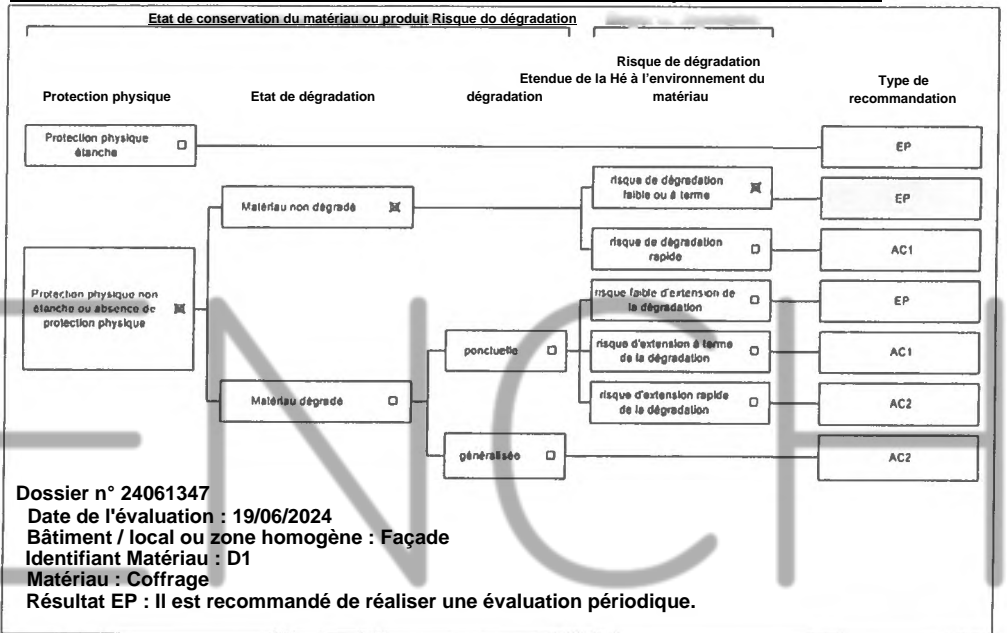 Etat de conservation du matériau ou produit Risque do dégradation
Risque de dégradation
Etendue de la Hé à l'environnement du
Protection physique Etat de dégradation dégradation matériau
Type de
recommandation
Protection physique
étanche
EP
Matériau non dégradé
risque de dégradation
faible ou à terme
EP
risque de dégradation
rapide
AC1
Protection physique non
étanche ou absence de
protection physique
risque faible d'extension de
la dégradation
EP
ponctuelle
risque d'extension à terme
de la dégradation
AC1
Matériau dégradé
risque d'extension rapide
de la dégradation
AC2
généralisée
AC2
ENCH
Dossier n° 24061347
Date de l'évaluation : 19/06/2024
Bâtiment / local ou zone homogène : Façade
Identifiant Matériau : D1
Matériau : Coffrage
Résultat EP : Il est recommandé de réaliser une évaluation périodique.